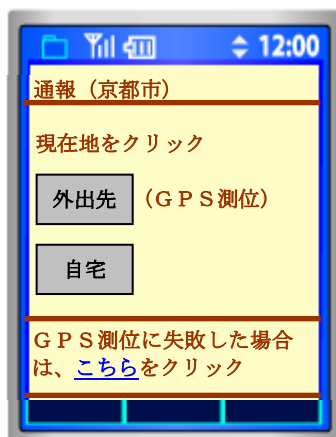 12:00
通報（京都市）
現在地をクリック
外出先（ＧＰＳ測位）
自宅
ＧＰＳ測位に失敗した場合
は、こちらをクリック